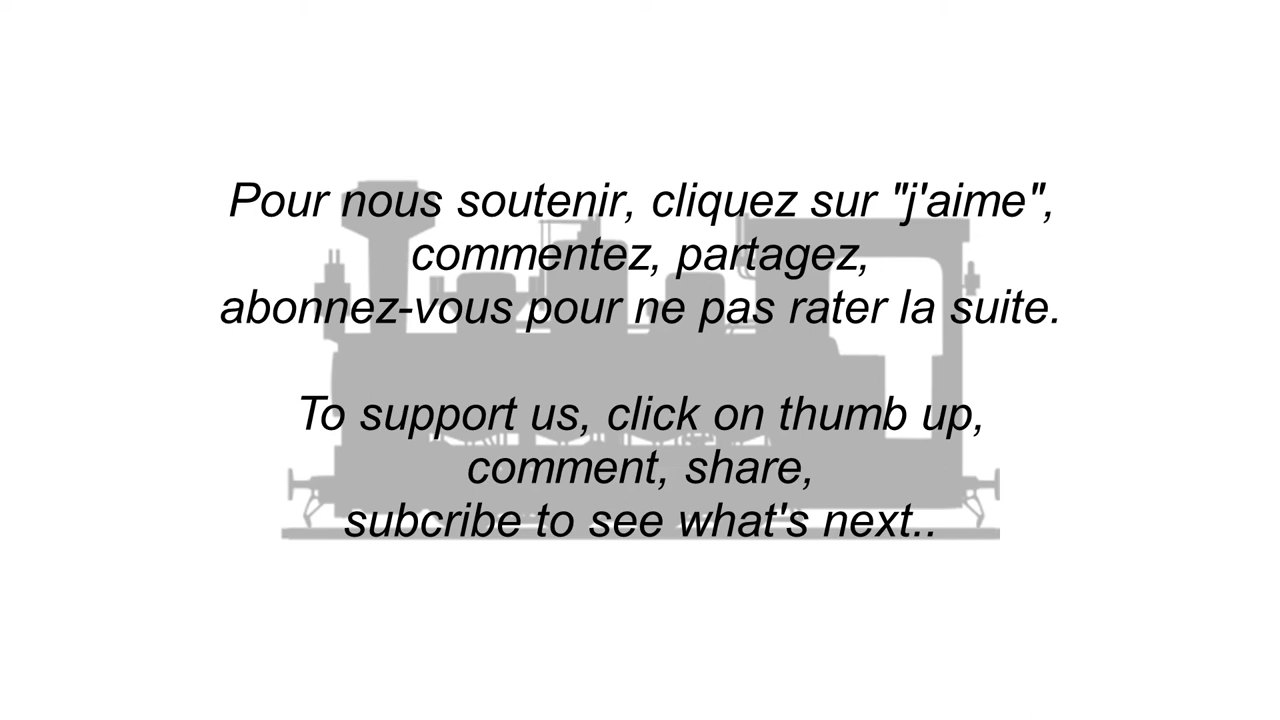 Pour nous soutenir, cliquez sur "j'aime",
commentez, partagez,
abonnez-vous pour ne pas rater la suite.
To support us, click on thumb up,
comment, share,
subcribe to see what's next..